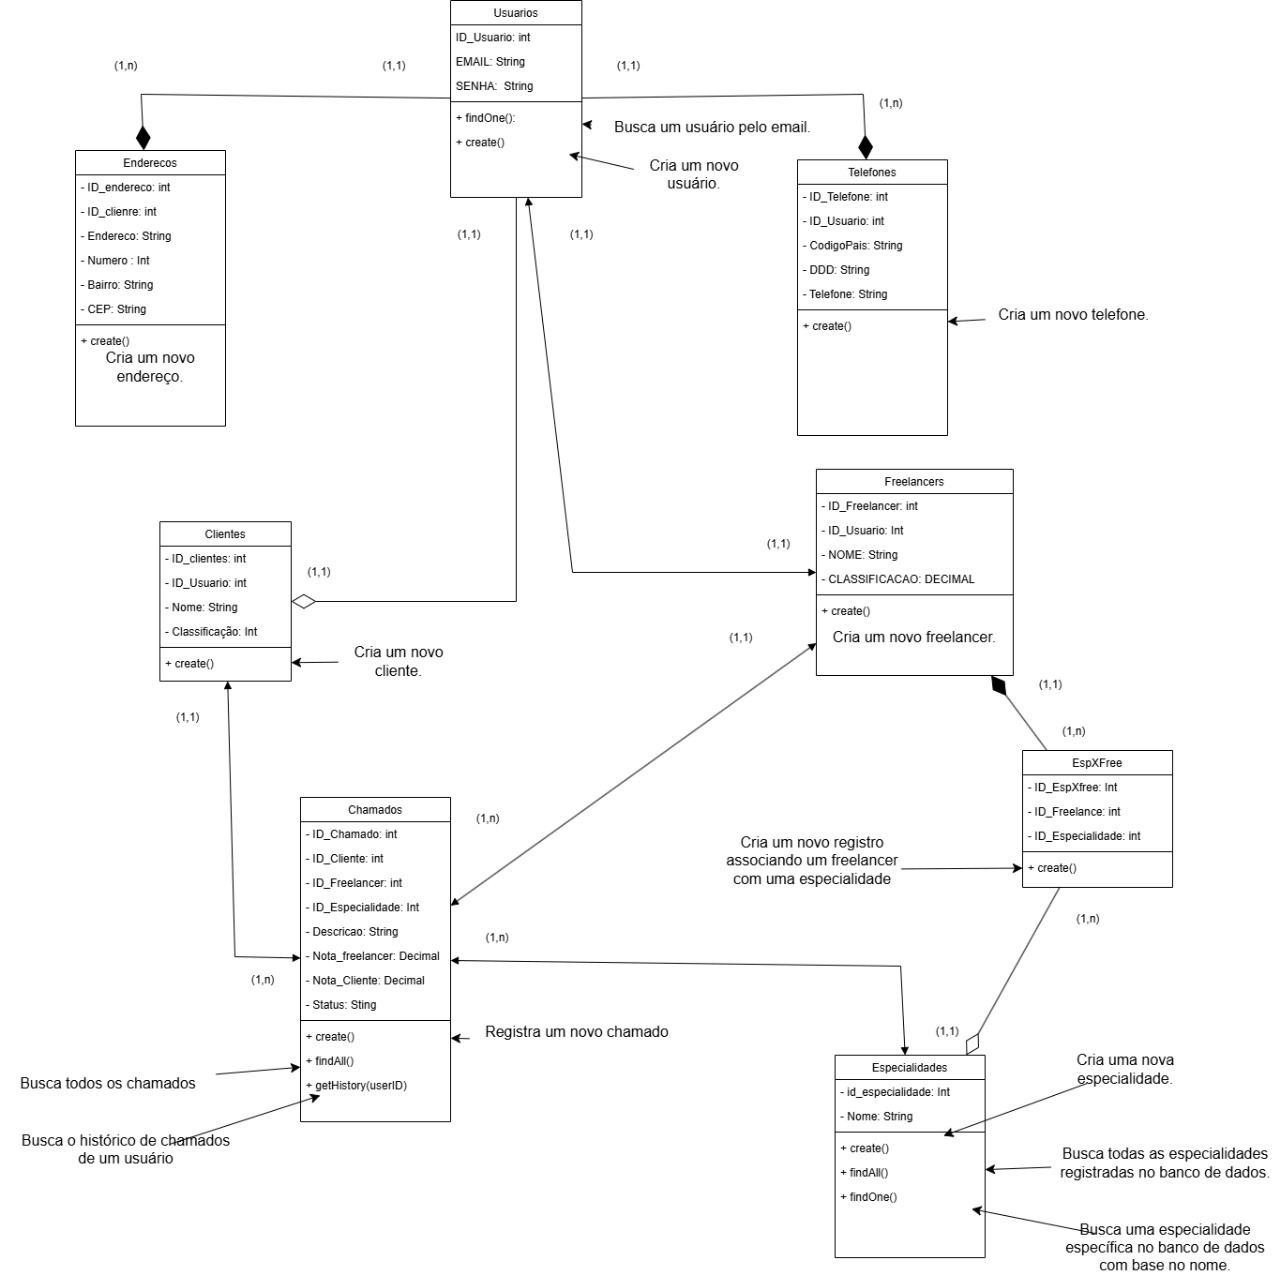 Usuarios
ID_Usuario: int
EMAIL: String
SENHA:  String
+ findOne():
+ create()
(1,n)
(1,1)
(1,1)
(1,n)
Busca um usuário pelo email.
Cria um novo
usuário.
Enderecos
- ID_endereco: int
- ID_clienre: int
- Endereco: String
- Numero : Int
- Bairro: String
- CEP: String
+ create()
Cria um novo
endereço.
Telefones
- ID_Telefone: int
- ID_Usuario: int
- CodigoPais: String
- DDD: String
- Telefone: String
+ create()
Cria um novo telefone.
(1,1)
(1,1)
Freelancers
- ID_Freelancer: int
- ID_Usuario: Int
- NOME: String
- CLASSIFICACAO: DECIMAL
+ create()
Cria um novo freelancer.
(1,1)
(1,1)
Clientes
- ID_clientes: int
- ID_Usuario: int
- Nome: String
- Classificação: Int
+ create()
(1,1)
Cria um novo
cliente.
(1,1)
(1,1)
(1,n)
EspXFree
- ID_EspXfree: Int
- ID_Freelance: int
- ID_Especialidade: int
+ create()
Cria um novo registro
associando um freelancer
com uma especialidade
(1,n)
Chamados
- ID_Chamado: int
- ID_Cliente: int
- ID_Freelancer: int
- ID_Especialidade: Int
- Descricao: String
- Nota_freelancer: Decimal
- Nota_Cliente: Decimal
- Status: Sting
+ create()
+ findAll()
+ getHistory(userID)
(1,n)
(1,n)
(1,n)
Registra um novo chamado
Busca todos os chamados
Busca o histórico de chamados
de um usuário
(1,1)
Especialidades
- id_especialidade: Int
- Nome: String
+ create()
+ findAll()
+ findOne()
Cria uma nova
especialidade.
Busca todas as especialidades
registradas no banco de dados.
Busca uma especialidade
específica no banco de dados
com base no nome.